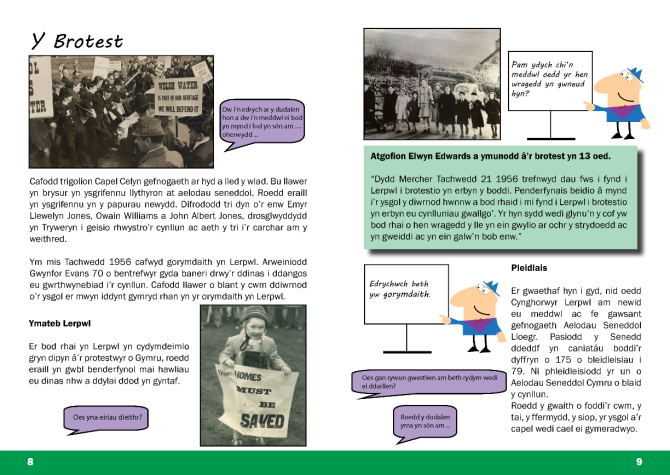 Y Brotest
WELSH WATER
IS PART OF OUR HERITAGE
WE WILL DEFEND IT
Dw i'n edrych ar y dudalen
hon a dw i'n meddwl ei bod
yn mynd i fod yn sôn am ....
oherwydd ...
Cafodd trigolion Capel Celyn gefnogaeth ar hyd a lled y wlad. Bu llawer
yn brysur yn ysgrifennu llythyron at aelodau seneddol. Roedd eraill
yn ysgrifennu yn y papurau newydd. Difrododd tri dyn o'r enw Emyr
Llewelyn Jones, Owain Williams a John Albert Jones, drosglwyddydd
yn Tryweryn i geisio rhwystro'r cynllun ac aeth y tri i'r carchar am y
weithred.
Ym mis Tachwedd 1956 cafwyd gorymdaith yn Lerpwl. Arweiniodd
Gwynfor Evans 70 o bentrefwyr gyda baneri drwy'r ddinas i ddangos
eu gwrthwynebiad i'r cynllun. Cafodd llawer o blant y cwm ddiwrnod
o'r ysgol er mwyn iddynt gymryd rhan yn yr orymdaith yn Lerpwl.
Ymateb Lerpwl
Er bod rhai yn Lerpwl yn cydymdeimlo
gryn dipyn â'r protestwyr o Gymru, roedd
eraill yn gwbl benderfynol mai hawliau
eu dinas nhw a ddylai ddod yn gyntaf.
HOMES
MUST
BE
SAVED
Oes yna eiriau dieithr?
8
Pam ydych chi'n
meddwl oedd yr hen
wragedd yn gwneud
hyn?
Atgofion Elwyn Edwards a ymunodd â'r brotest yn 13 oed.
"Dydd Mercher Tachwedd 21 1956 trefnwyd dau fws i fynd i
Lerpwl i brotestio yn erbyn y boddi. Penderfynais beidio â mynd
i'r ysgol y diwrnod hwnnw a bod rhaid i mi fynd i Lerpwl i brotestio
yn erbyn eu cynlluniau gwallgo'. Yr hyn sydd wedi glynu'n y cof yw
bod rhai o hen wragedd y lle yn ein gwylio ar ochr y strydoedd ac
yn gweiddi ac yn ein galw'n bob enw."
Edrychwch beth
yw gorymdaith.
Pleidlais
Er gwaethaf hyn i gyd, nid oedd
Cynghorwyr Lerpwl am newid
eu meddwl ac fe gawsant
gefnogaeth Aelodau Seneddol
Lloegr. Pasiodd y Senedd
ddeddf yn caniatáu boddi'r
dyffryn o 175 o bleidleisiau i
79. Ni phleidleisiodd yr un o
Aelodau Seneddol Cymru o blaid
y cynllun.
Roedd y gwaith o foddi'r cwm, y
tai, y ffermydd, y siop, yr ysgol a'r
capel wedi cael ei gymeradwyo.
Oes gan rywun gwestiwn am beth rydym wedi
ei ddarllen?
Roedd y dudalen
yma yn sôn am ...
9